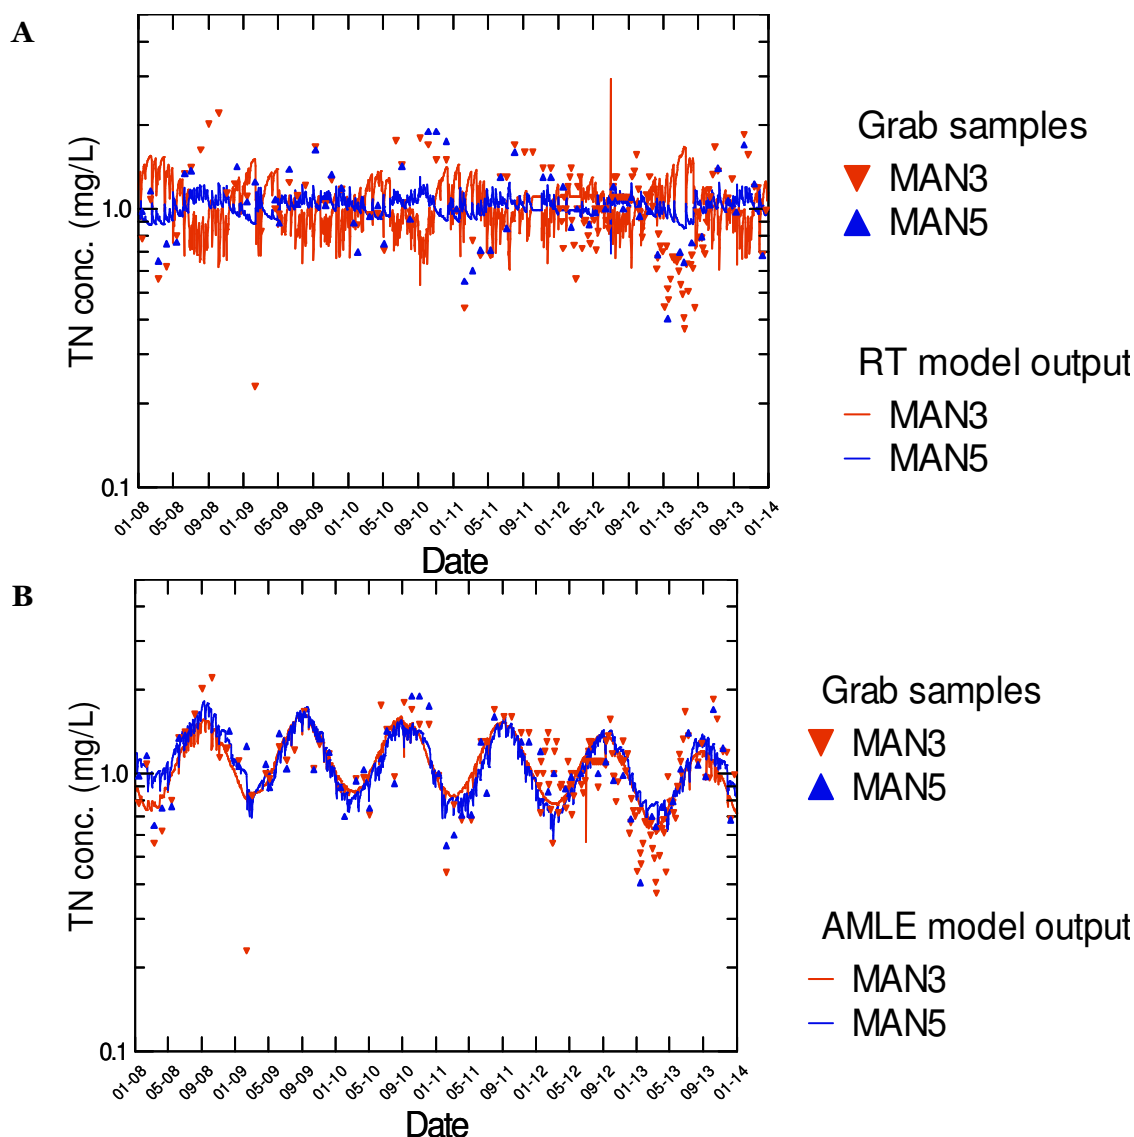 A
TN conc. (mg/L)
1.0
0.1
01-08 05-08 09-08 01-09 05-09 09-09 01-10 05-10 09-10 01-11 05-11 09-11 01-12 05-12 09-12 01-13 05-13 09-13 01-14
Date
Grab samples
MAN3
MAN5
RT model output
MAN3
MAN5
B
TN conc. (mg/L)
1.0
0.1
01-08 05-08 09-08 01-09 05-09 09-09 01-10 05-10 09-10 01-11 05-11 09-11 01-12 05-12 09-12 01-13 05-13 09-13 01-14
Date
Grab samples
MAN3
MAN5
AMLE model output
MAN3
MAN5